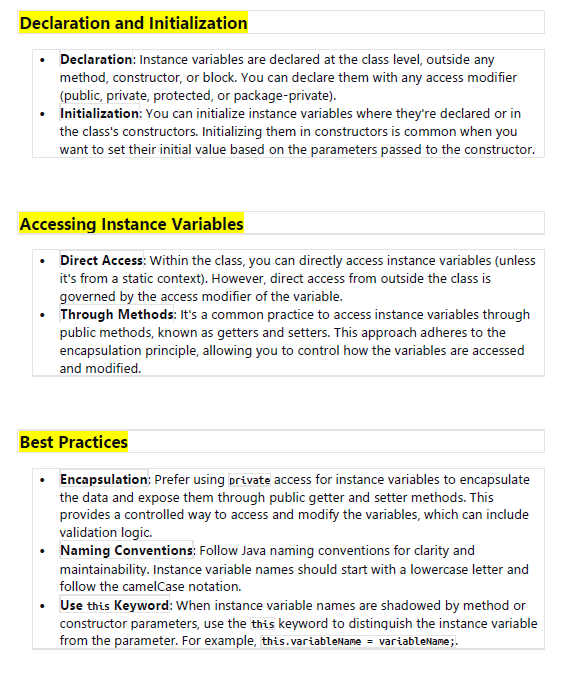 Declaration and Initialization
• Declaration: Instance variables are declared at the class level, outside any
method, constructor, or block. You can declare them with any access modifier
(public, private, protected, or package-private).
• Initialization: You can initialize instance variables where they're declared or in
the class's constructors. Initializing them in constructors is common when you
want to set their initial value based on the parameters passed to the constructor.
Accessing Instance Variables
• Direct Access: Within the class, you can directly access instance variables (unless
it's from a static context). However, direct access from outside the class is
governed by the access modifier of the variable.
• Through Methods: It's a common practice to access instance variables through
public methods, known as getters and setters. This approach adheres to the
encapsulation principle, allowing you to control how the variables are accessed
and modified.
Best Practices
• Encapsulation: Prefer using private access for instance variables to encapsulate
the data and expose them through public getter and setter methods. This
provides a controlled way to access and modify the variables, which can include
validation logic.
• Naming Conventions: Follow Java naming conventions for clarity and
maintainability. Instance variable names should start with a lowercase letter and
follow the camelCase notation.
• Use this Keyword: When instance variable names are shadowed by method or
constructor parameters, use the this keyword to distinguish the instance variable
from the parameter. For example, this.variableName = variableName;.